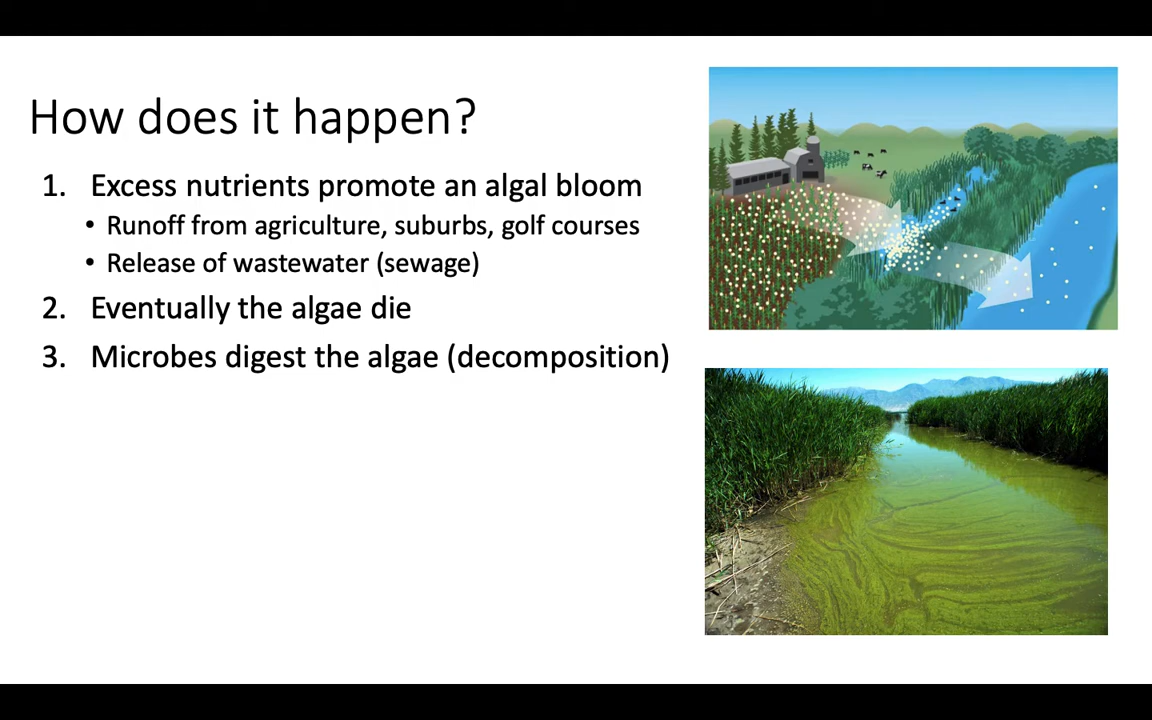 How does it happen?
1. Excess nutrients promote an algal bloom
• Runoff from agriculture, suburbs, golf courses
• Release of wastewater (sewage)
2. Eventually the algae die
3. Microbes digest the algae (decomposition)